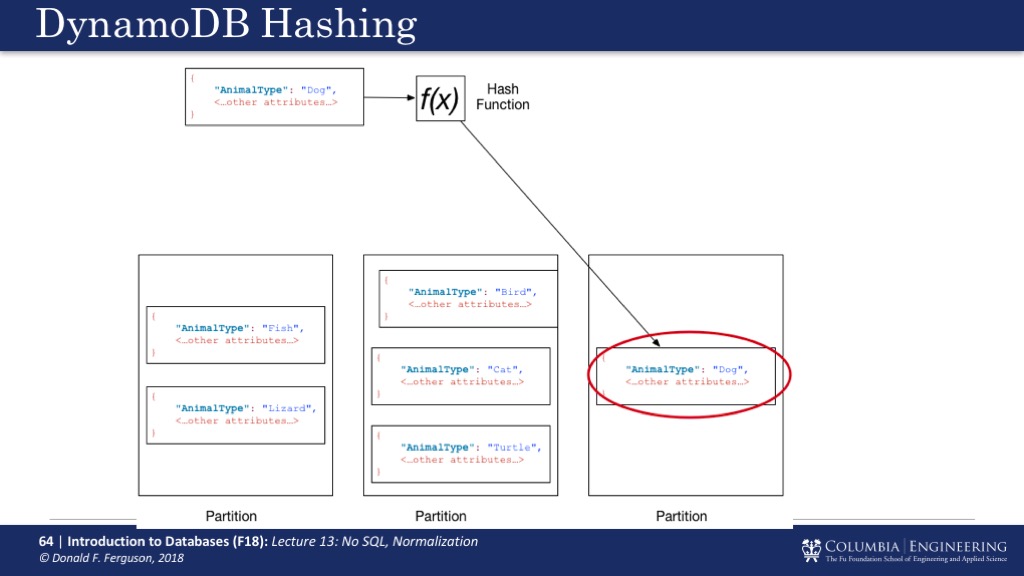 DynamoDB Hashing
{
"AnimalType": "Dog",
<…other attributes…>
}
f(x)
Hash
Function
{
"AnimalType": "Fish",
<…other attributes…>
}
{
"AnimalType": "Lizard",
<…other attributes…>
}
{
"AnimalType": "Bird",
<…other attributes…>
}
{
"AnimalType": "Cat",
<…other attributes…>
}
{
"AnimalType": "Turtle",
<…other attributes…>
}
{
"AnimalType": "Dog",
<…other attributes…>
}
Partition
Partition
Partition
64 | Introduction to Databases (F18): Lecture 13: No SQL, Normalization
© Donald F. Ferguson, 2018
COLUMBIA | ENGINEERING
The Fu Foundation School of Engineering and Applied Science